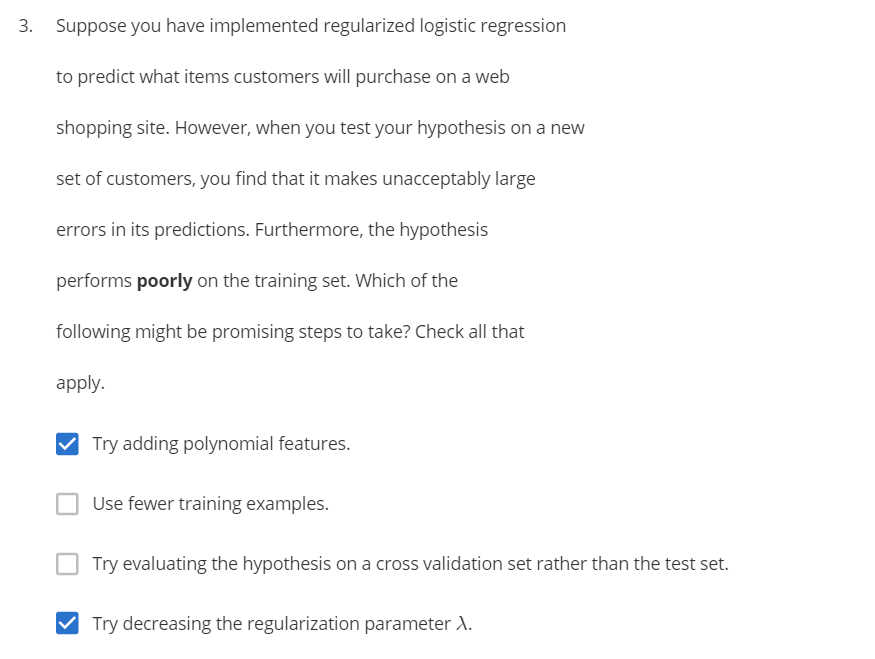 3. Suppose you have implemented regularized logistic regression
to predict what items customers will purchase on a web
shopping site. However, when you test your hypothesis on a new
set of customers, you find that it makes unacceptably large
errors in its predictions. Furthermore, the hypothesis
performs poorly on the training set. Which of the
following might be promising steps to take? Check all that
apply.
Try adding polynomial features.
Use fewer training examples.
Try evaluating the hypothesis on a cross validation set rather than the test set.
Try decreasing the regularization parameter λ.